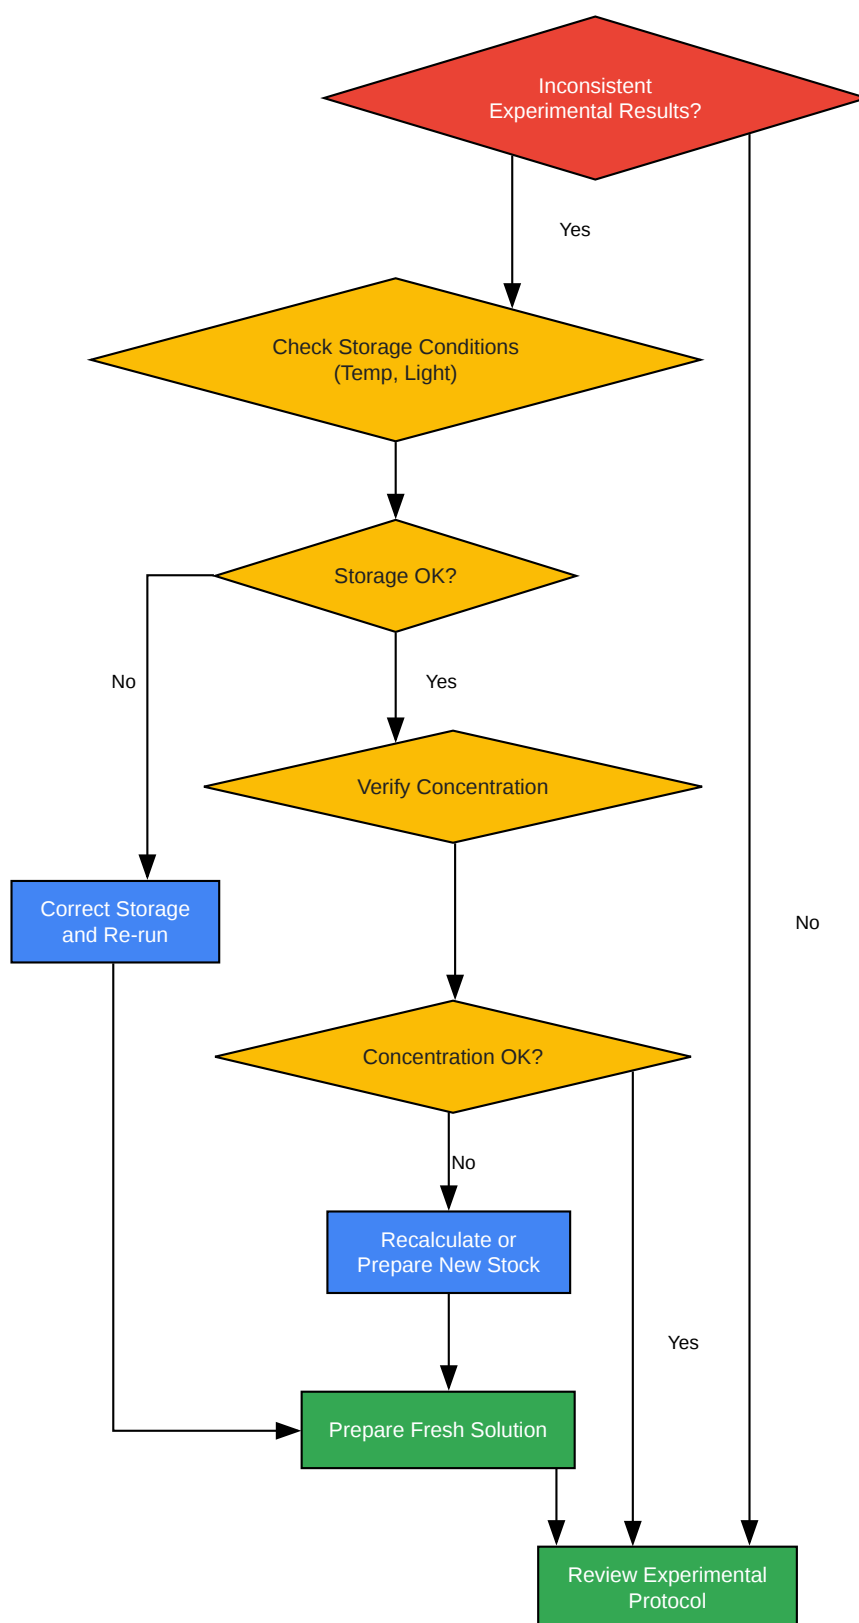 Inconsistent
Experimental Results?
Yes
Check Storage Conditions
(Temp, Light)
Storage OK?
No
Yes
Verify Concentration
Correct Storage
and Re-run
No
Concentration OK?
No
Recalculate or
Prepare New Stock
Yes
Prepare Fresh Solution
Review Experimental
Protocol